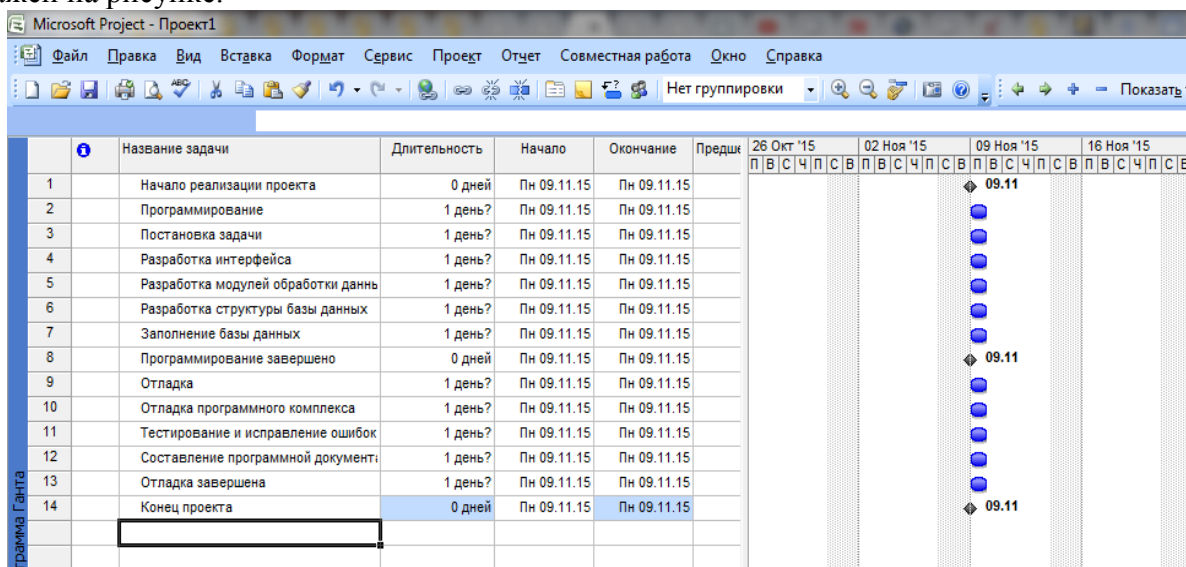 Microsoft Project - Проект1
Файл Правка Вид Вставка Формат Сервис Проект Отчет Совместная работа Окно Справка
Нет группировки Показать
Название задачи Длительность Начало Окончание Предше 26 Окт '15 02 Ноя '15 09 Ноя '15 16 Ноя '15
П В С Ч П С В П В С Ч П С В П В С Ч П С В П В С Ч П С В
1 Начало реализации проекта 0 дней Пн 09.11.15 Пн 09.11.15 09.11
2 Программирование 1 день? Пн 09.11.15 Пн 09.11.15
3 Постановка задачи 1 день? Пн 09.11.15 Пн 09.11.15
4 Разработка интерфейса 1 день? Пн 09.11.15 Пн 09.11.15
5 Разработка модулей обработки данны 1 день? Пн 09.11.15 Пн 09.11.15
6 Разработка структуры базы данных 1 день? Пн 09.11.15 Пн 09.11.15
7 Заполнение базы данных 1 день? Пн 09.11.15 Пн 09.11.15
8 Программирование завершено 0 дней Пн 09.11.15 Пн 09.11.15 09.11
9 Отладка 1 день? Пн 09.11.15 Пн 09.11.15
10 Отладка программного комплекса 1 день? Пн 09.11.15 Пн 09.11.15
11 Тестирование и исправление ошибок 1 день? Пн 09.11.15 Пн 09.11.15
12 Составление программной документа 1 день? Пн 09.11.15 Пн 09.11.15
13 Отладка завершена 1 день? Пн 09.11.15 Пн 09.11.15
14 Конец проекта 0 дней Пн 09.11.15 Пн 09.11.15 09.11
рамма Ганта